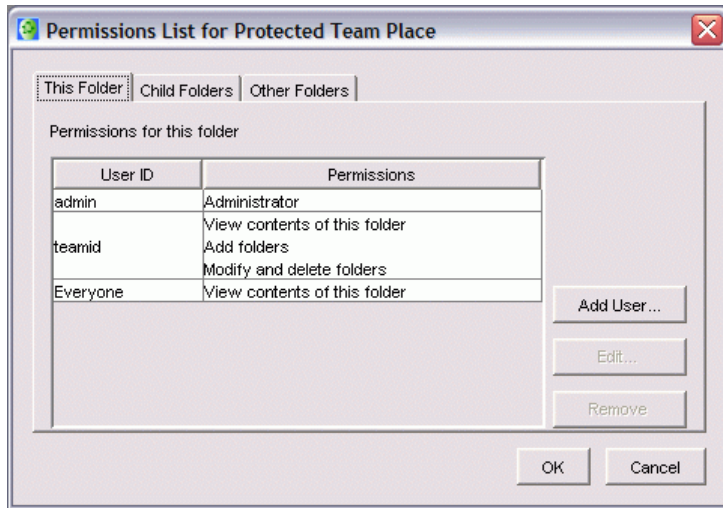 Permissions List for Protected Team Place
This Folder Child Folders Other Folders
Permissions for this folder
User ID Permissions
admin Administrator
View contents of this folder
teamid Add folders
Modify and delete folders
Everyone View contents of this folder
Add User...
Edit...
Remove
OK Cancel